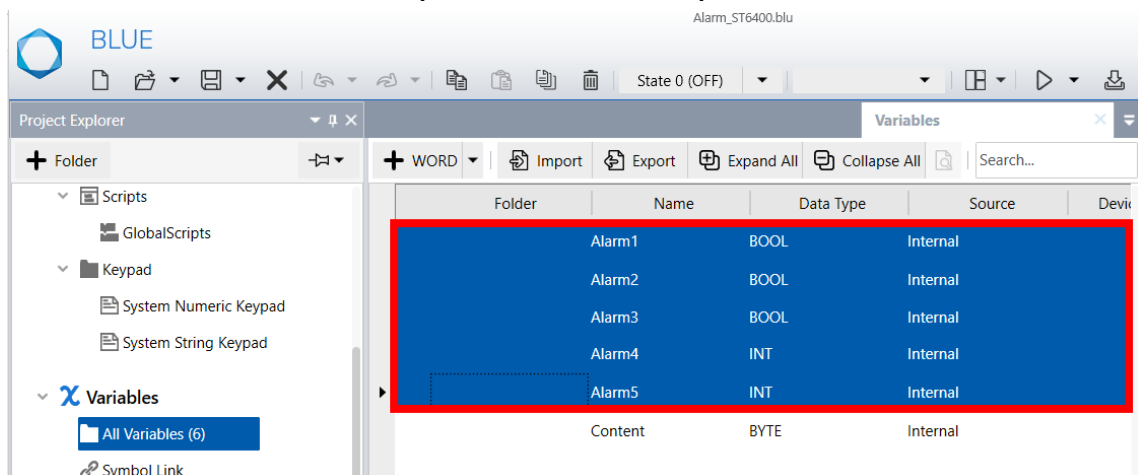 Alarm_ST6400.blu
BLUE
State 0 (OFF)
Project Explorer
Variables
Folder
WORD
Import
Export
Expand All
Collapse All
Search...
Folder Name Data Type Source
Scripts
GlobalScripts
Keypad
System Numeric Keypad
System String Keypad
Variables
All Variables (6)
Symbol Link
Alarm1 BOOL Internal
Alarm2 BOOL Internal
Alarm3 BOOL Internal
Alarm4 INT Internal
Alarm5 INT Internal
Content BYTE Internal